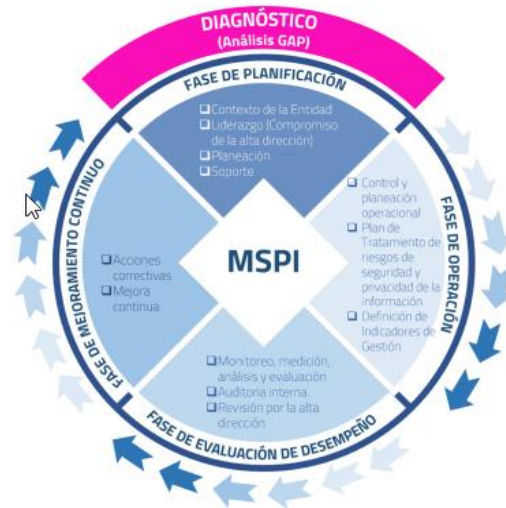 DIAGNÓSTICO
(Análisis GAP)
FASE DE PLANIFICACIÓN
Contexto de la Entidad
Liderazgo (Compromiso
de la alta dirección)
Planeación
Soporte
FASE DE OPERACIÓN
Control y
planeación
operacional
Plan de
Tratamiento de
riesgos de
seguridad y
privacidad de la
información
Definición de
Indicadores de
Gestión
MSPI
FASE DE EVALUACIÓN DE DESEMPEÑO
Monitoreo, medición,
análisis y evaluación
Auditoria interna
Revisión por la alta
dirección
FASE DE MEJORAMIENTO CONTINUO
Acciones
correctivas
Mejora
continua